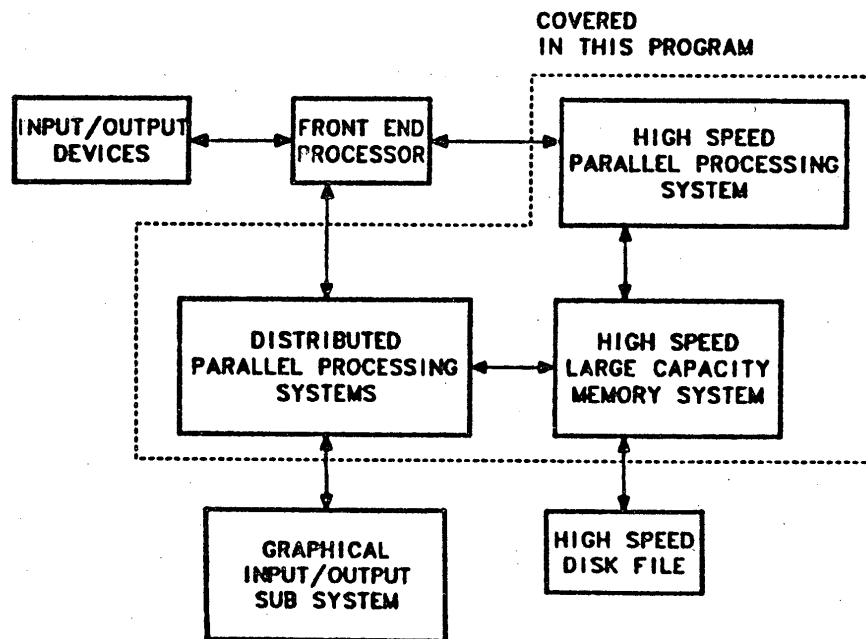 COVERED
IN THIS PROGRAM
INPUT/OUTPUT
DEVICES
FRONT END
PROCESSOR
HIGH SPEED
PARALLEL PROCESSING
SYSTEM
DISTRIBUTED
PARALLEL PROCESSING
SYSTEMS
HIGH SPEED
LARGE CAPACITY
MEMORY SYSTEM
GRAPHICAL
INPUT/OUTPUT
SUB SYSTEM
HIGH SPEED
DISK FILE